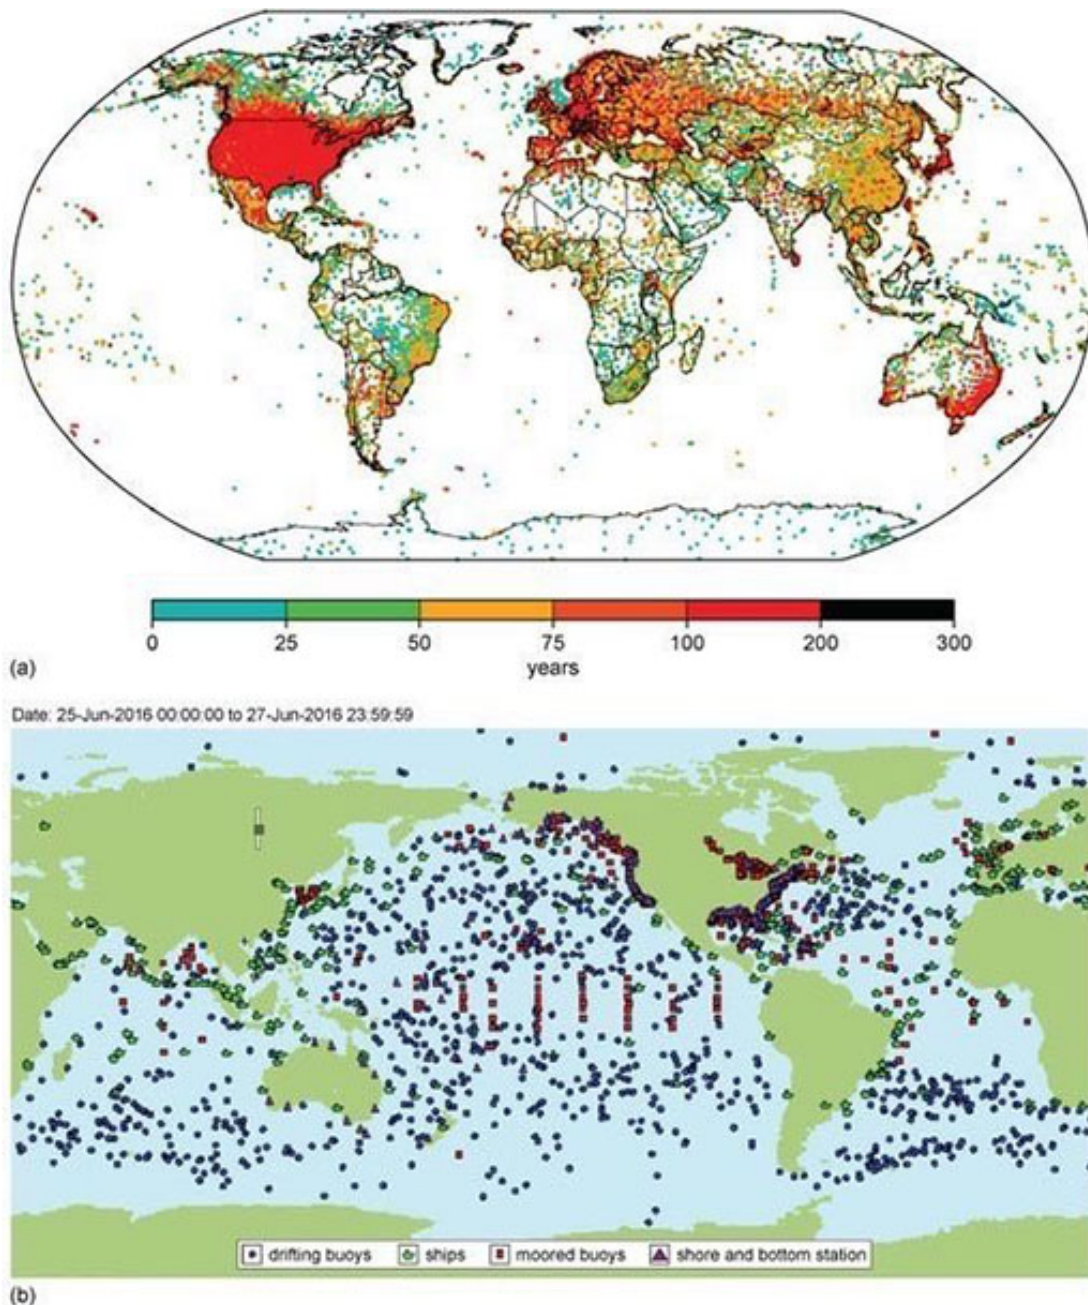 0 25 50 75 100 200 300
years
(a)
Date: 25-Jun-2016 00:00:00 to 27-Jun-2016 23:59:59
drifting buoys ships moored buoys shore and bottom station
(b)